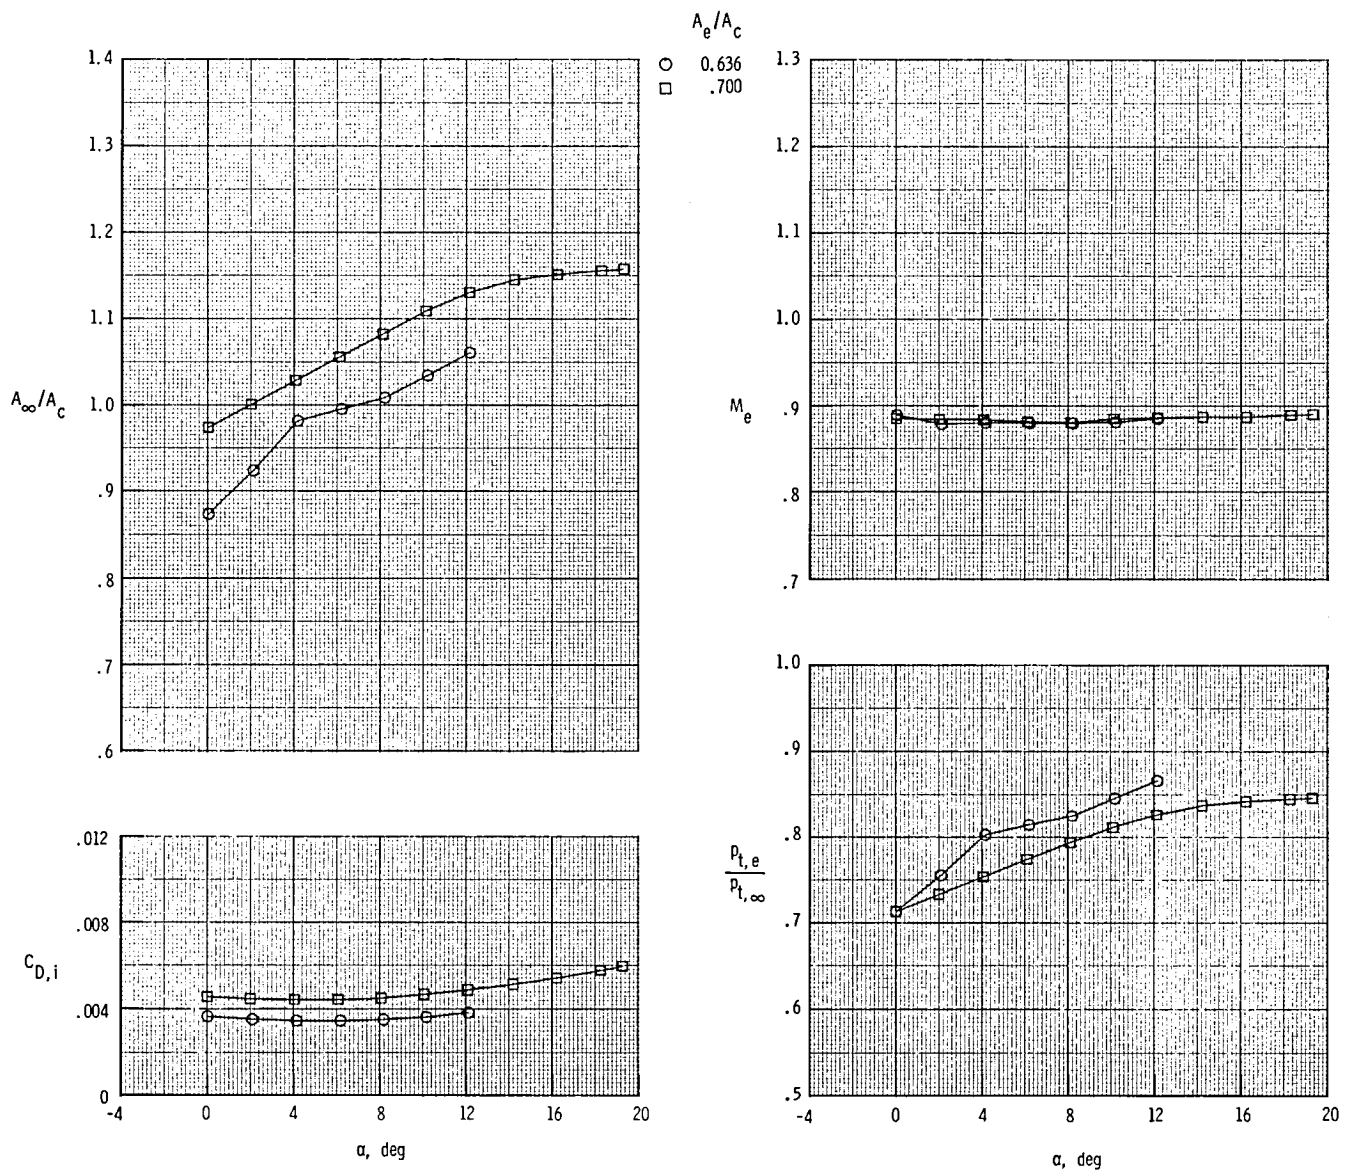 A_e/A_c
○ 0.636
□ .700
1.4
1.3
1.2
1.1
1.0
.9
.8
.7
.6
A_∞/A_c
.012
.008
.004
0
C_D,i
-4 0 4 8 12 16 20
α, deg
1.3
1.2
1.1
1.0
.9
.8
.7
M_e
1.0
.9
.8
.7
.6
.5
p_t,e
p_t,∞
-4 0 4 8 12 16 20
α, deg